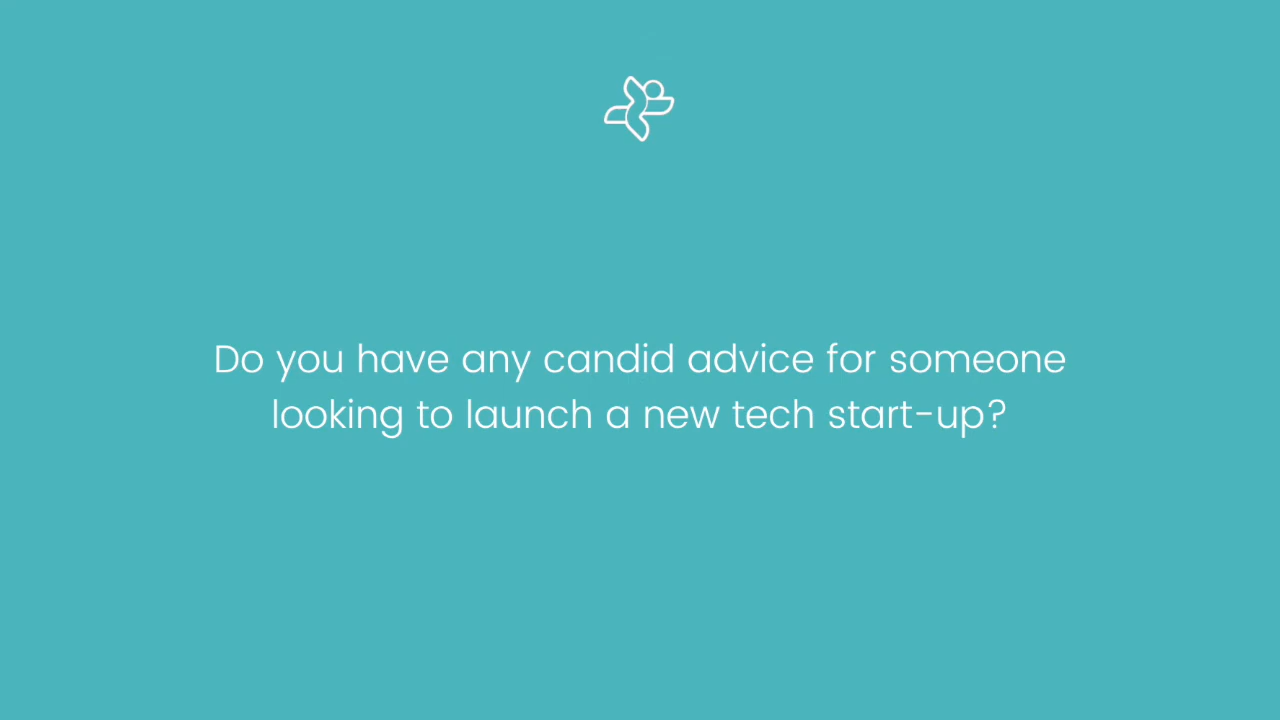 Do you have any candid advice for someone
looking to launch a new tech start-up?